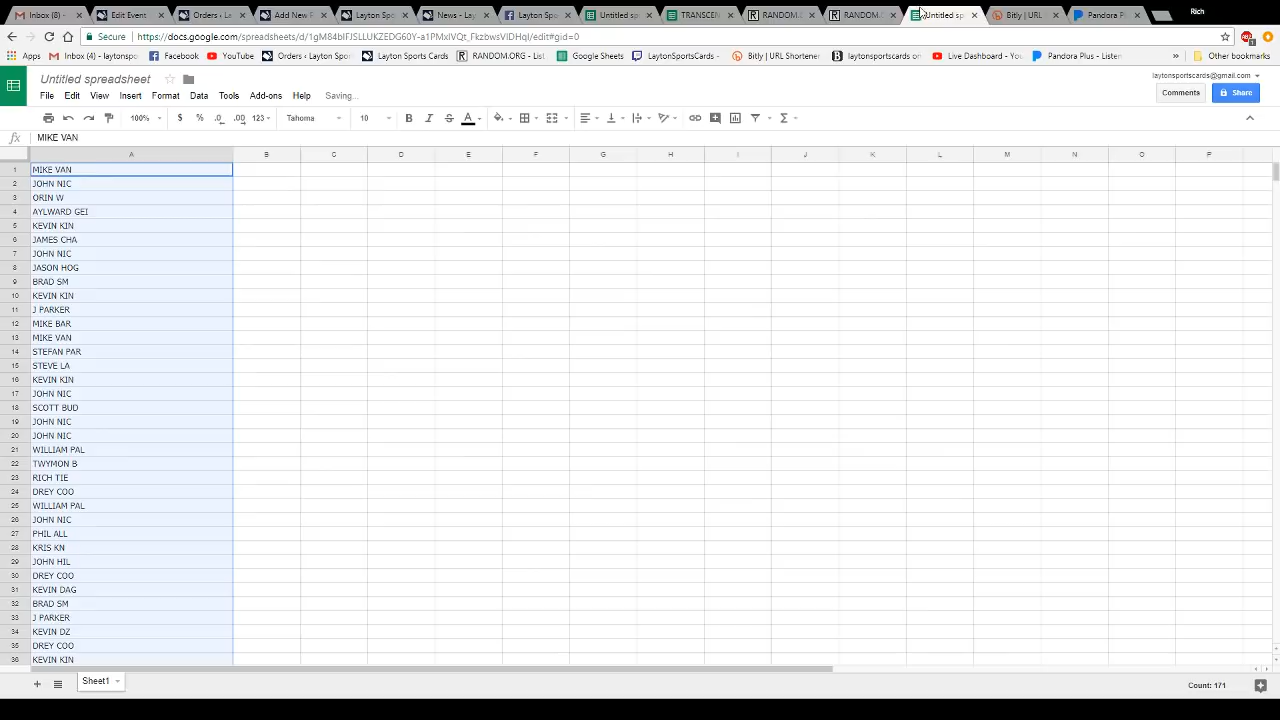 Inbox (8) - layt Edit Event Orders ~ La Add New P Layton Spor News ‹ Layt Layton Sp Untitled sp TRANSCEN RANDOM. RANDOM. Untitled sp Bitly | URL Pandora Plu Rich
Secure https://docs.google.com/spreadsheets/d/
Apps Inbox (4) - laytonspo Facebook YouTube Orders ‹ Layton Spo Layton Sports Cards RANDOM.ORG - List Google Sheets LaytonSportsCards Bitly | URL Shortener laytonsportscards on Live Dashboard - You Pandora Plus - Listen » Other bookmarks
Untitled spreadsheet
laytonsportscards@gmail.com
File Edit View Insert Format Data Tools Add-ons Help Saving... Comments Share
100% $ % .0 .00 123 Tahoma 10 B I S A
fx MIKE VAN
A B C D E F G H I J K L M N O P
1 MIKE VAN
2 JOHN NIC
3 ORIN W
4 AYLWARD GEI
5 KEVIN KIN
6 JAMES CHA
7 JOHN NIC
8 JASON HOG
9 BRAD SM
10 KEVIN KIN
11 J PARKER
12 MIKE BAR
13 MIKE VAN
14 STEFAN PAR
15 STEVE LA
16 KEVIN KIN
17 JOHN NIC
18 SCOTT BUD
19 JOHN NIC
20 JOHN NIC
21 WILLIAM PAL
22 TWYMON B
23 RICH TIE
24 DREY COO
25 WILLIAM PAL
26 JOHN NIC
27 PHIL ALL
28 KRIS KN
29 JOHN HIL
30 DREY COO
31 KEVIN DAG
32 BRAD SM
33 J PARKER
34 KEVIN DZ
35 DREY COO
36 KEVIN KIN
Sheet1 Count: 171